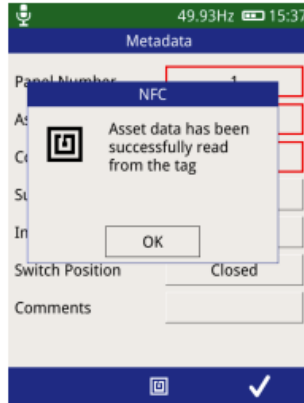 49.93Hz 15:37
Metadata
Panel Number 1
NFC
Asset data has been
successfully read
from the tag
OK
Switch Position Closed
Comments